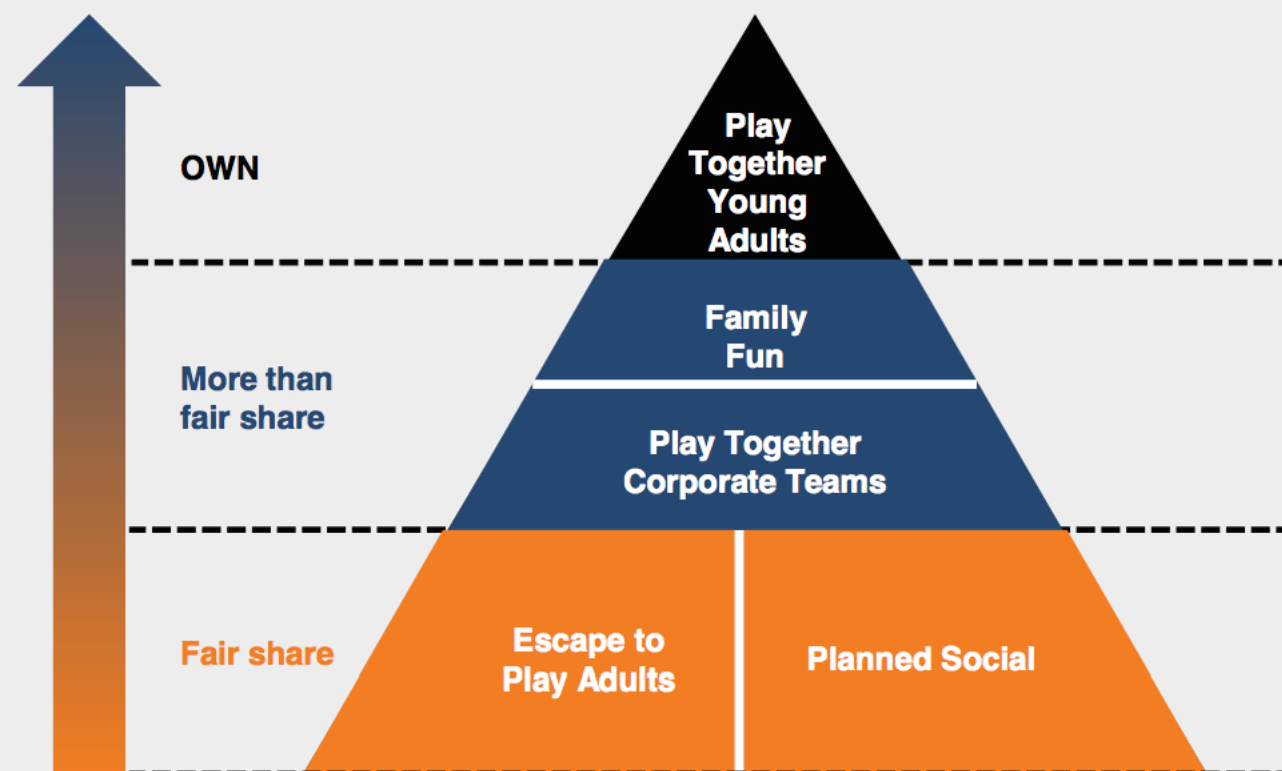 OWN
Play
Together
Young
Adults
More than
fair share
Family
Fun
Play Together
Corporate Teams
Fair share
Escape to
Play Adults
Planned Social